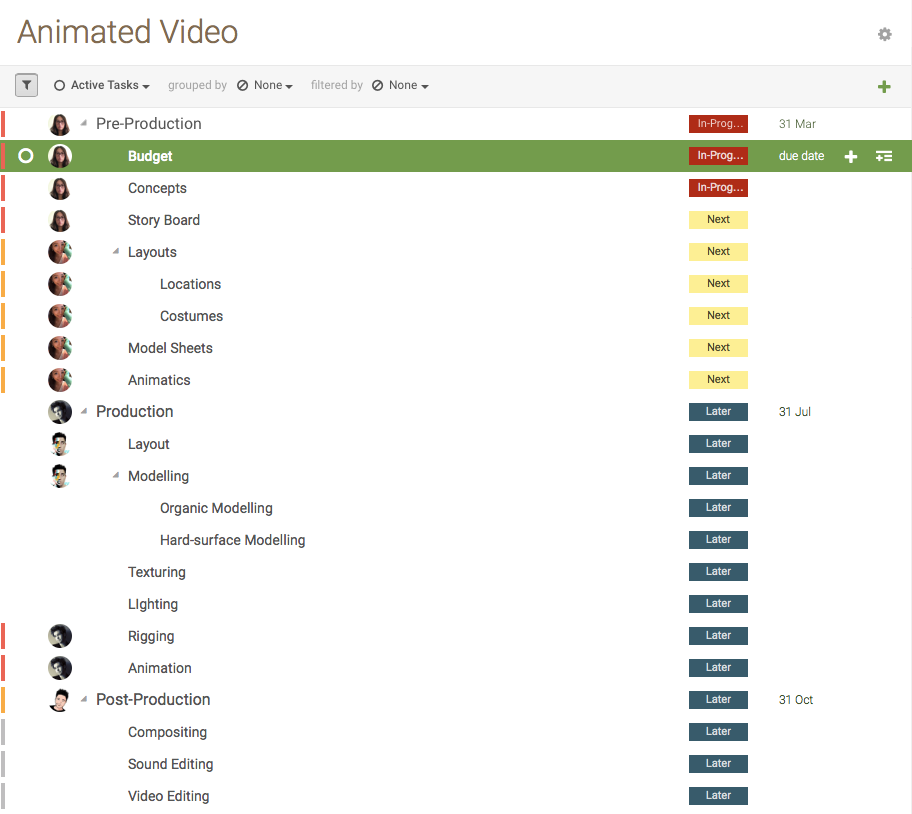 Animated Video
Active Tasks grouped by None filtered by None
Pre-Production In-Prog... 31 Mar
Budget In-Prog... due date
Concepts In-Prog...
Story Board Next
Layouts Next
Locations Next
Costumes Next
Model Sheets Next
Animatics Next
Production Later 31 Jul
Layout Later
Modelling Later
Organic Modelling Later
Hard-surface Modelling Later
Texturing Later
LIghting Later
Rigging Later
Animation Later
Post-Production Later 31 Oct
Compositing Later
Sound Editing Later
Video Editing Later